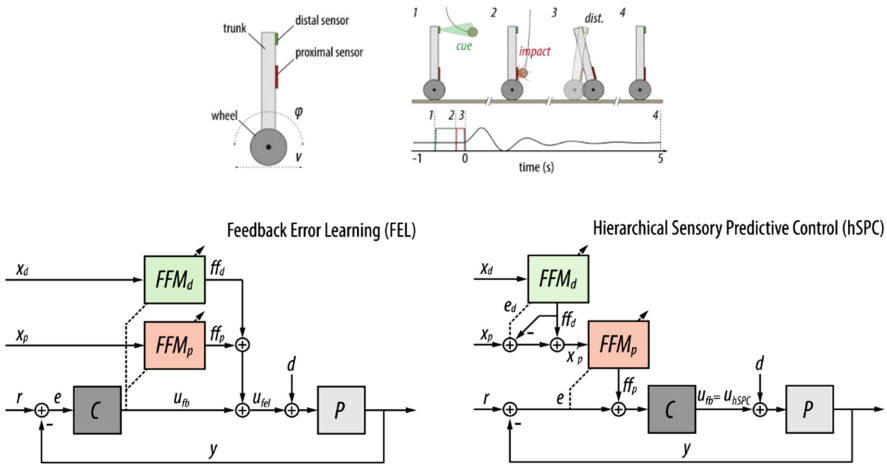 trunk
distal sensor
proximal sensor
wheel
φ
v
1 2 3 dist. 4
cue
impact
1 2 3 4
-1 0 5
time (s)
Feedback Error Learning (FEL)
x_d FFM_d ff_d
x_p FFM_p ff_p
d
r e C u_fb u_fel P
-
y
Hierarchical Sensory Predictive Control (hSPC)
x_d FFM_d
e_d ff_d
x_p - x_p FFM_p
ff_p d
r e C u_fb= u_hSPC P
-
y